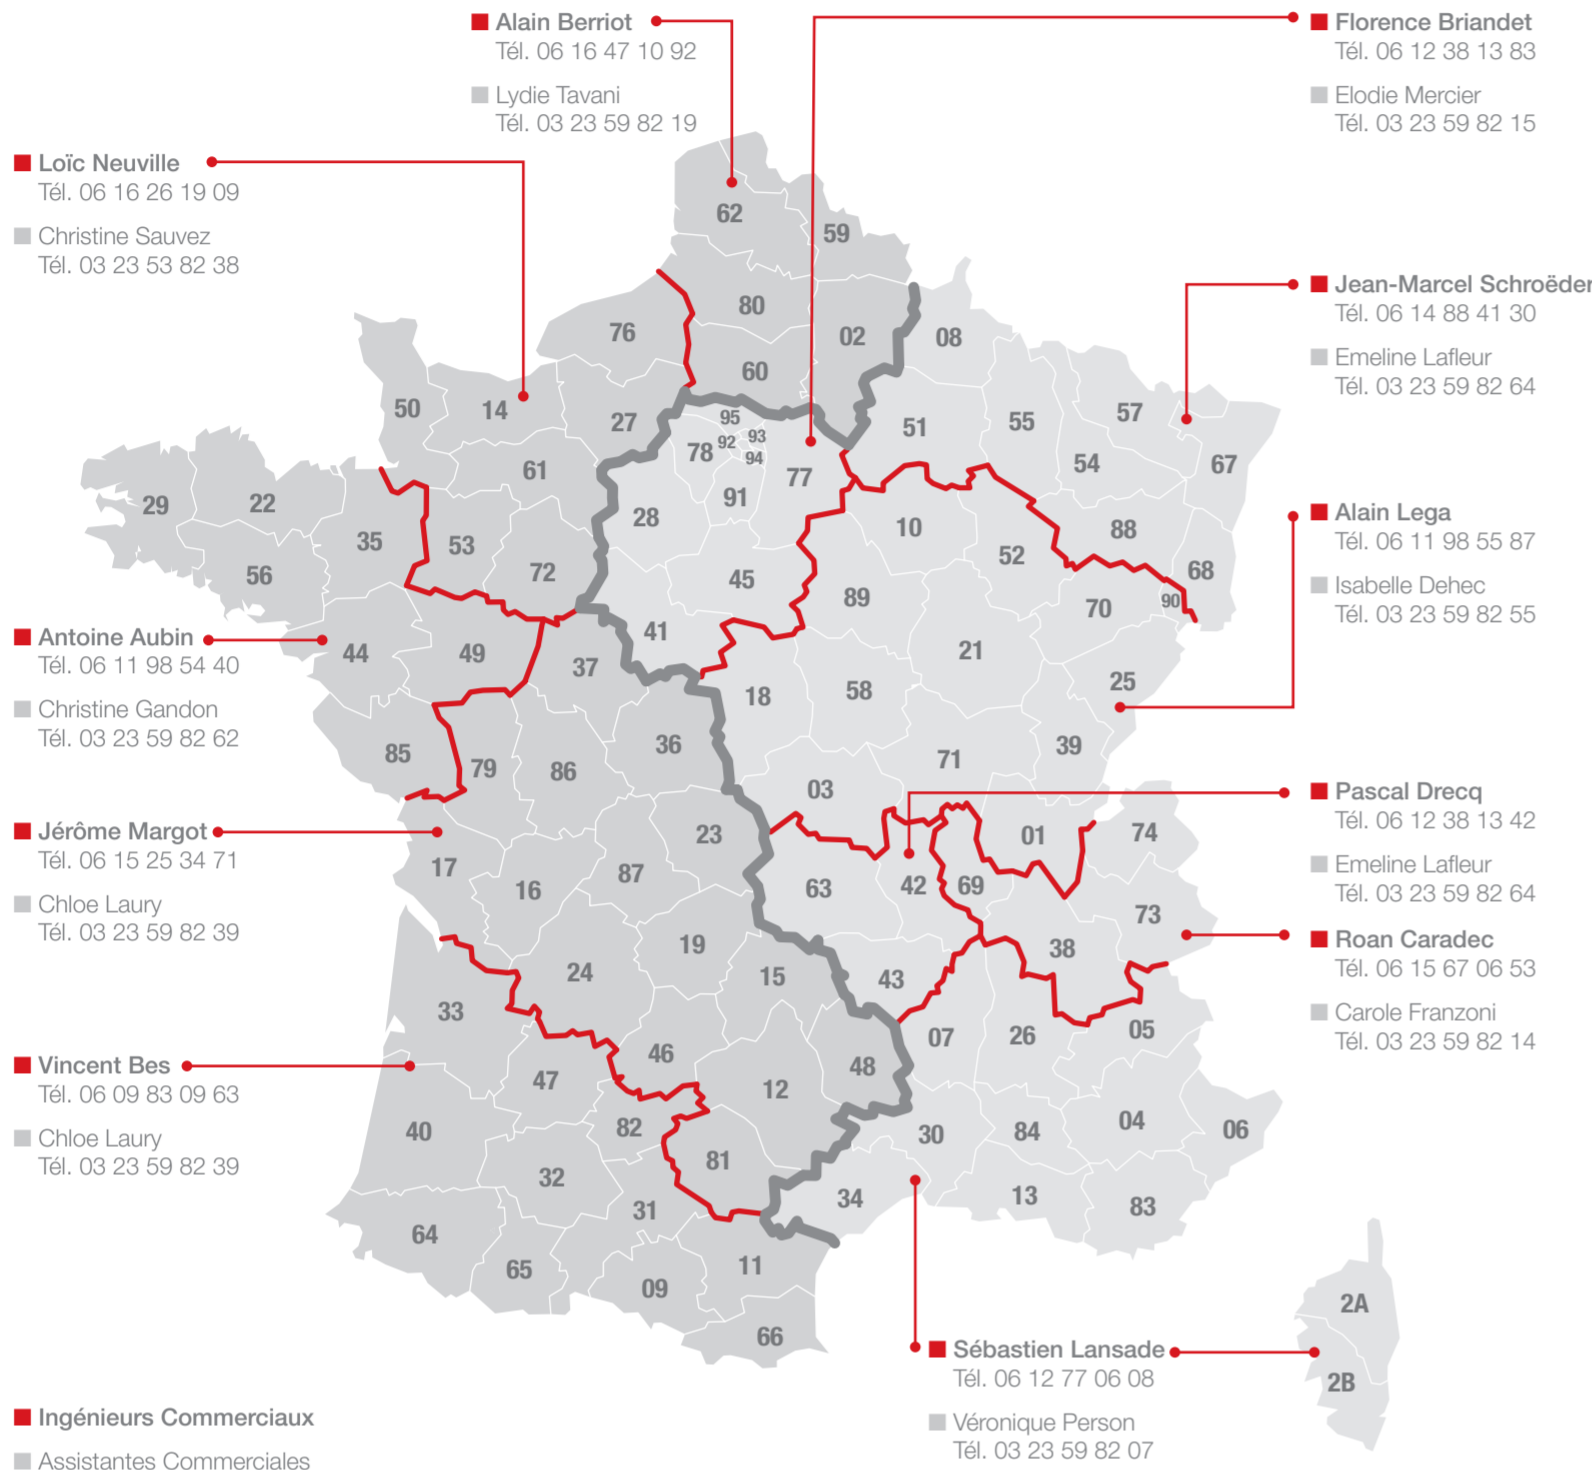 Alain Berriot
Tél. 06 16 47 10 92
Lydie Tavani
Tél. 03 23 59 82 19
Florence Briandet
Tél. 06 12 38 13 83
Elodie Mercier
Tél. 03 23 59 82 15
Loïc Neuville
Tél. 06 16 26 19 09
Christine Sauvez
Tél. 03 23 53 82 38
Jean-Marcel Schroëder
Tél. 06 14 88 41 30
Emeline Lafleur
Tél. 03 23 59 82 64
Alain Lega
Tél. 06 11 98 55 87
Isabelle Dehec
Tél. 03 23 59 82 55
Antoine Aubin
Tél. 06 11 98 54 40
Christine Gandon
Tél. 03 23 59 82 62
Pascal Drecq
Tél. 06 12 38 13 42
Emeline Lafleur
Tél. 03 23 59 82 64
Jérôme Margot
Tél. 06 15 25 34 71
Chloe Laury
Tél. 03 23 59 82 39
Roan Caradec
Tél. 06 15 67 06 53
Carole Franzoni
Tél. 03 23 59 82 14
Vincent Bes
Tél. 06 09 83 09 63
Chloe Laury
Tél. 03 23 59 82 39
Sébastien Lansade
Tél. 06 12 77 06 08
Véronique Person
Tél. 03 23 59 82 07
Ingénieurs Commerciaux
Assistantes Commerciales
62
59
80
76
02
08
60
50
14
27
95
51
55
57
78
92
93
94
77
54
67
61
29
22
91
28
35
53
10
88
56
72
45
52
68
89
70
90
41
44
49
37
21
18
58
25
85
79
86
36
71
39
03
23
01
74
17
16
87
63
42
69
73
19
38
24
15
43
33
07
26
05
46
48
47
12
40
82
30
84
04
06
32
81
34
13
83
31
64
65
09
11
66
2A
2B